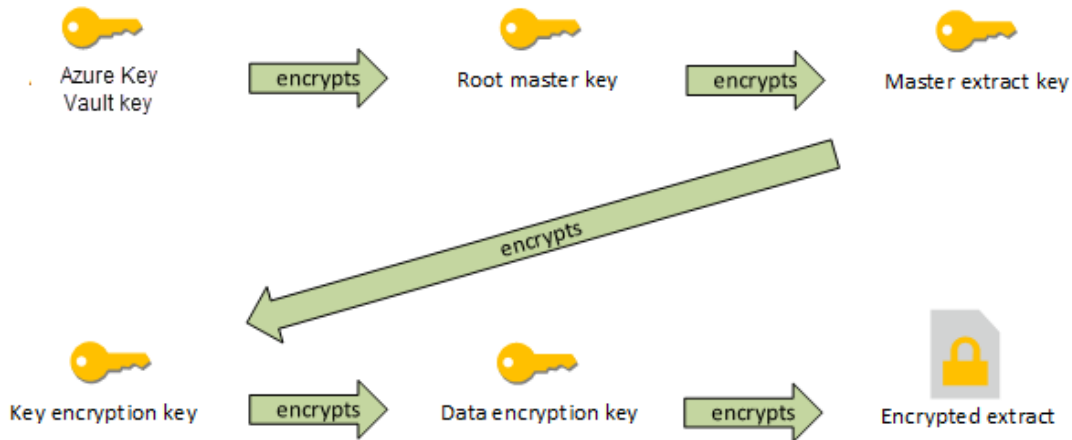 Azure Key
Vault key
encrypts
Root master key
encrypts
Master extract key
encrypts
Key encryption key
encrypts
Data encryption key
encrypts
Encrypted extract